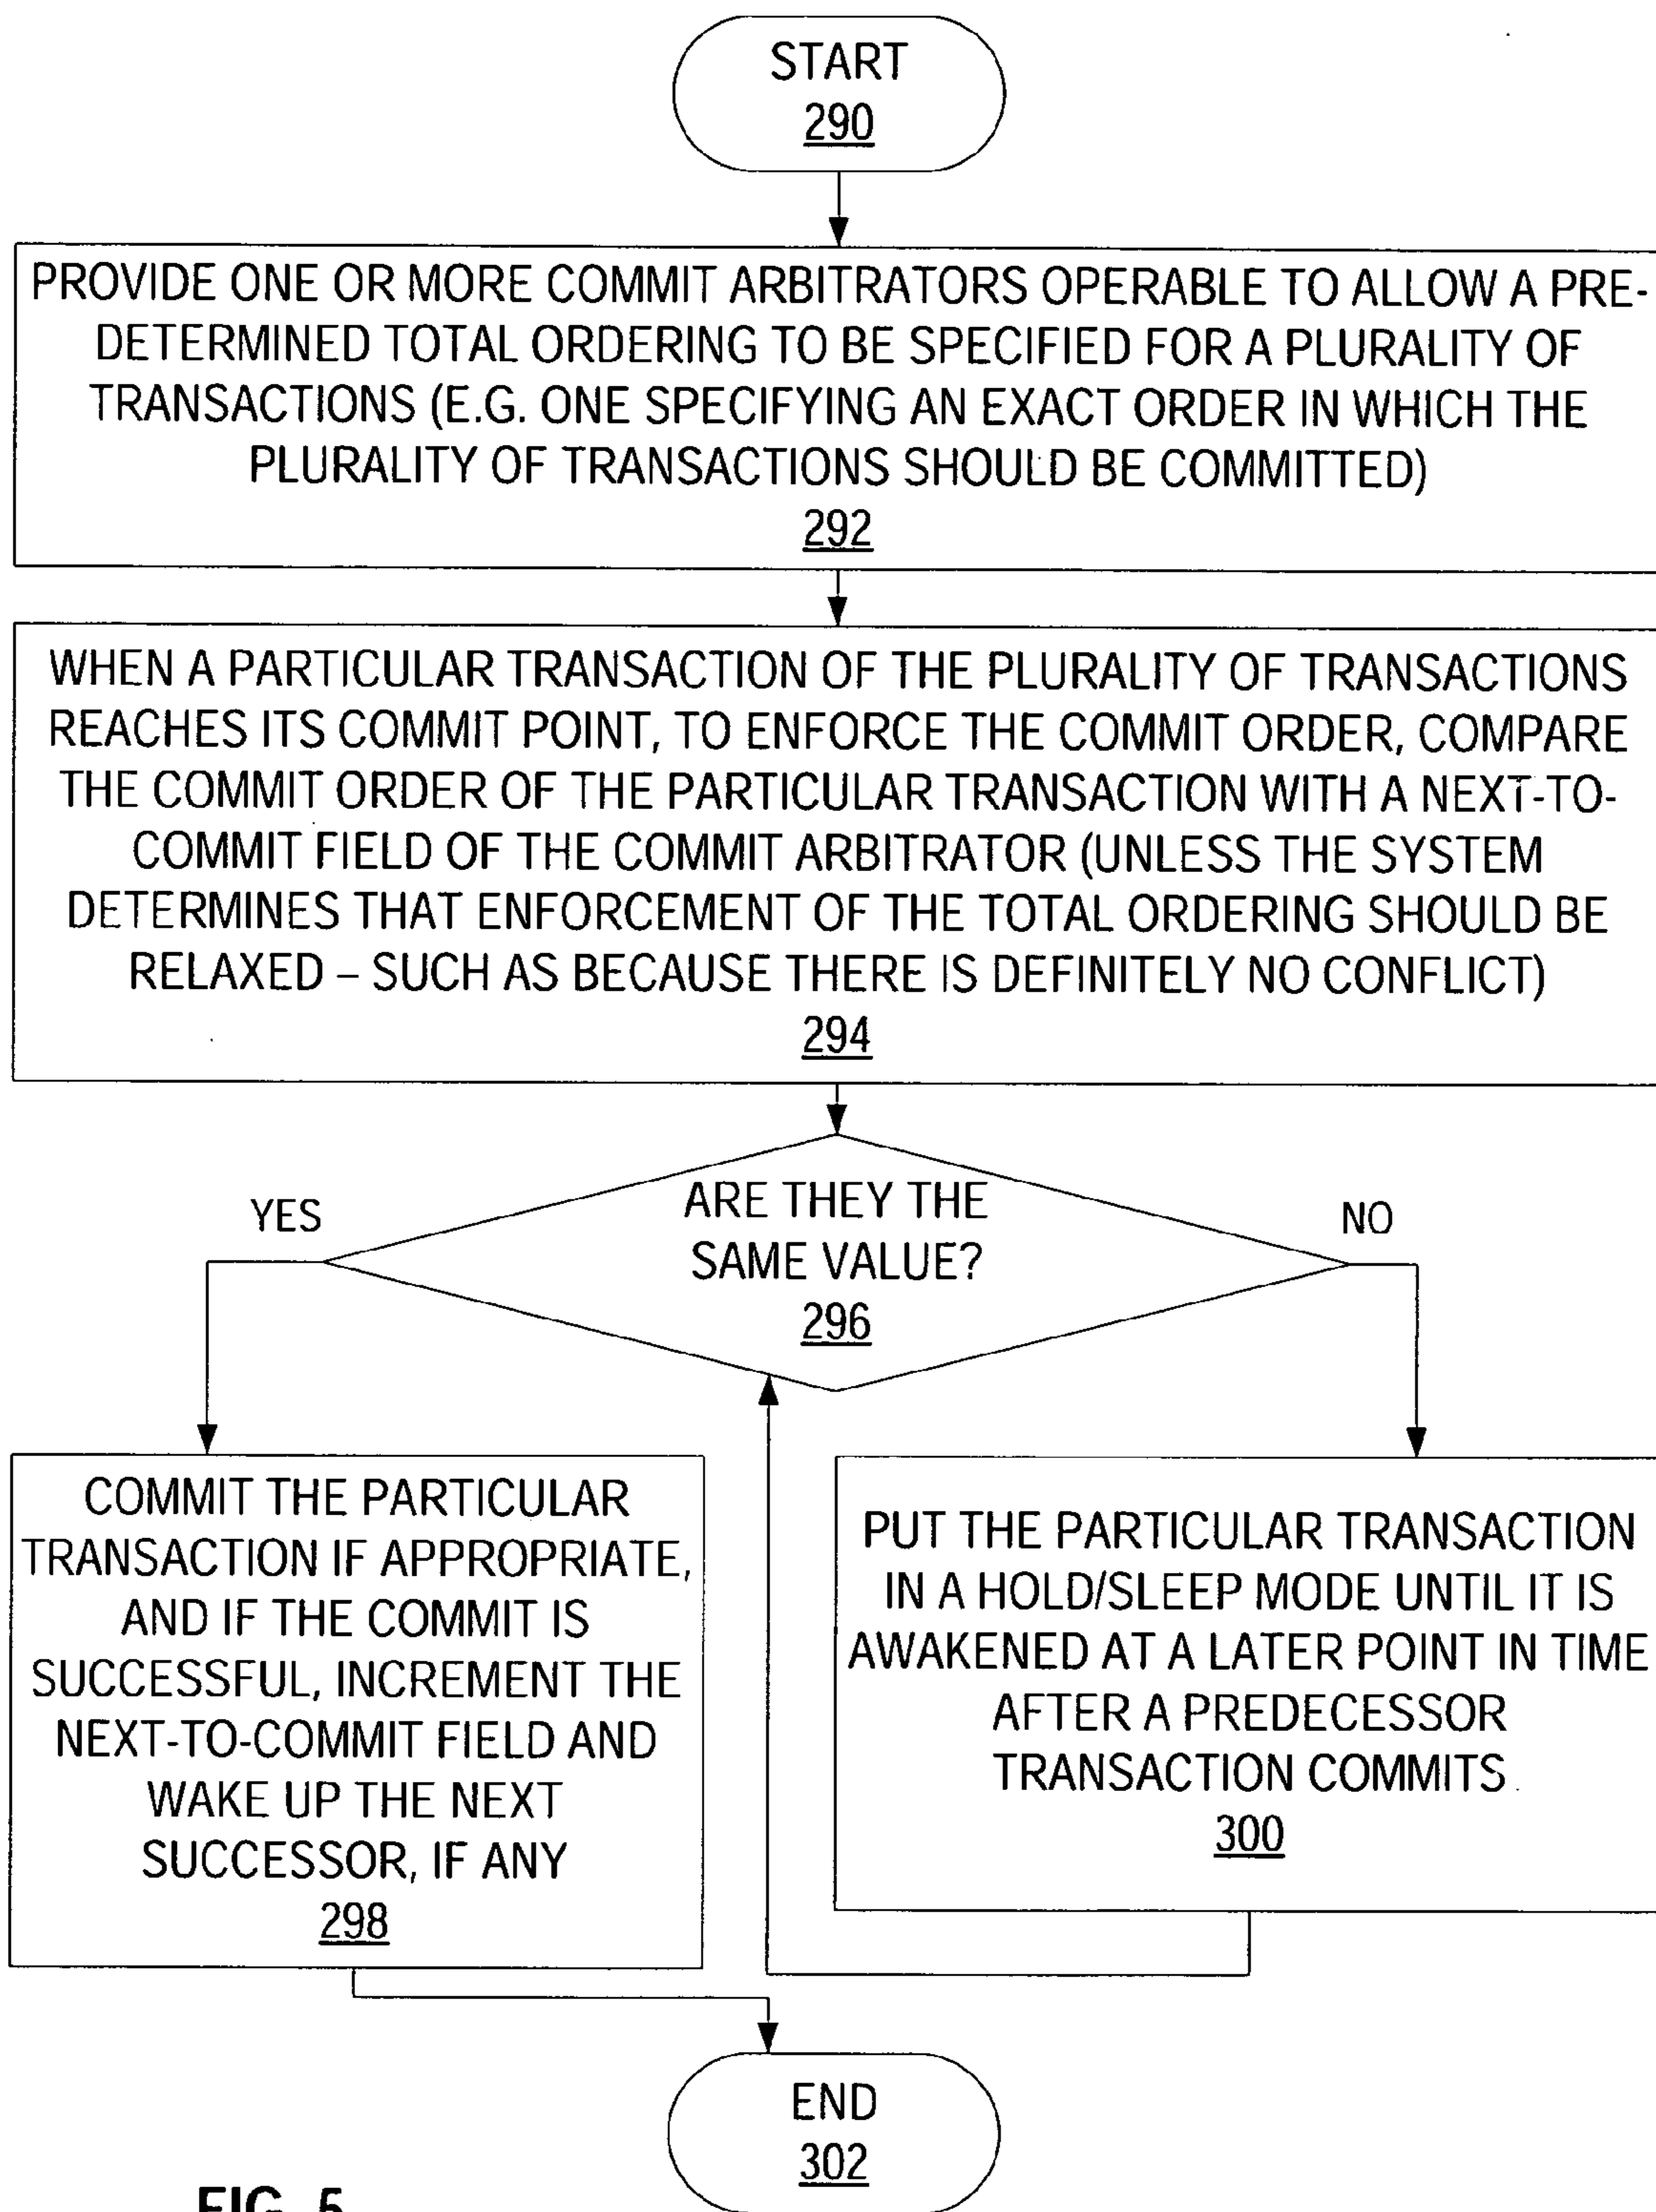 START
290
PROVIDE ONE OR MORE COMMIT ARBITRATORS OPERABLE TO ALLOW A PRE-
DETERMINED TOTAL ORDERING TO BE SPECIFIED FOR A PLURALITY OF
TRANSACTIONS (E.G. ONE SPECIFYING AN EXACT ORDER IN WHICH THE
PLURALITY OF TRANSACTIONS SHOULD BE COMMITTED)
292
WHEN A PARTICULAR TRANSACTION OF THE PLURALITY OF TRANSACTIONS
REACHES ITS COMMIT POINT, TO ENFORCE THE COMMIT ORDER, COMPARE
THE COMMIT ORDER OF THE PARTICULAR TRANSACTION WITH A NEXT-TO-
COMMIT FIELD OF THE COMMIT ARBITRATOR (UNLESS THE SYSTEM
DETERMINES THAT ENFORCEMENT OF THE TOTAL ORDERING SHOULD BE
RELAXED – SUCH AS BECAUSE THERE IS DEFINITELY NO CONFLICT)
294
YES
ARE THEY THE
SAME VALUE?
296
NO
COMMIT THE PARTICULAR
TRANSACTION IF APPROPRIATE,
AND IF THE COMMIT IS
SUCCESSFUL, INCREMENT THE
NEXT-TO-COMMIT FIELD AND
WAKE UP THE NEXT
SUCCESSOR, IF ANY
298
PUT THE PARTICULAR TRANSACTION
IN A HOLD/SLEEP MODE UNTIL IT IS
AWAKENED AT A LATER POINT IN TIME
AFTER A PREDECESSOR
TRANSACTION COMMITS
300
END
302
FIG. 5